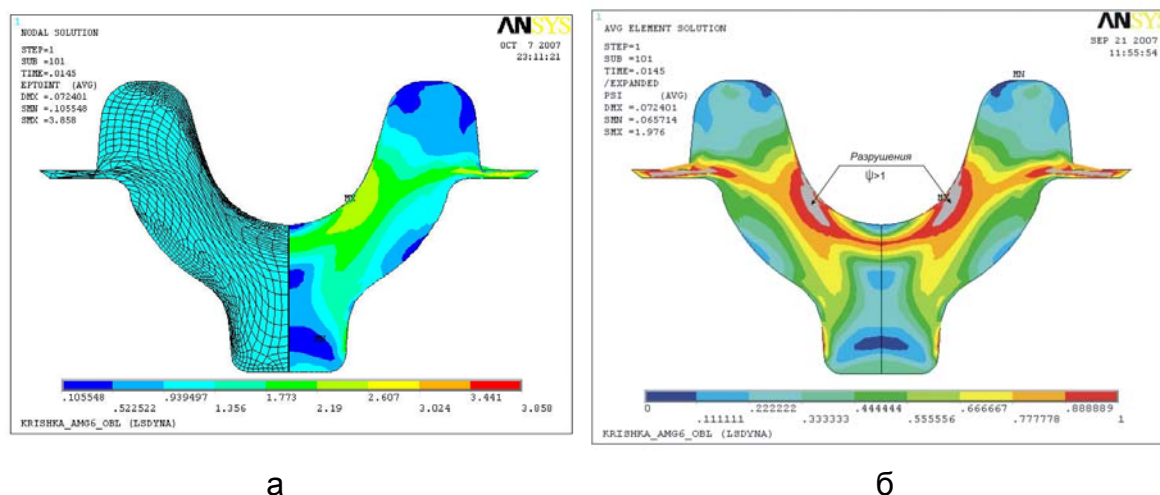 1
ANSYS
NODAL SOLUTION
OCT 7 2007
23:11:21
STEP=1
SUB =101
TIME=.0145
EPTOINT (AVG)
DMX =.072401
SMN =.105548
SMX =3.858
MX
MN
.105548 .939497 1.773 2.607 3.441
.522522 1.356 2.19 3.024 3.858
KRISHKA_AMG6_OBL (LSDYNA)
а
1
ANSYS
AVG ELEMENT SOLUTION
SEP 21 2007
11:55:54
STEP=1
SUB =101
TIME=.0145
/EXPANDED
PSI (AVG)
DMX =.072401
SMN =.065714
SMX =1.976
MN
Разрушения
ψ>1
MX
0 .222222 .444444 .666667 .888889
.111111 .333333 .555556 .777778 1
KRISHKA_AMG6_OBL (LSDYNA)
б